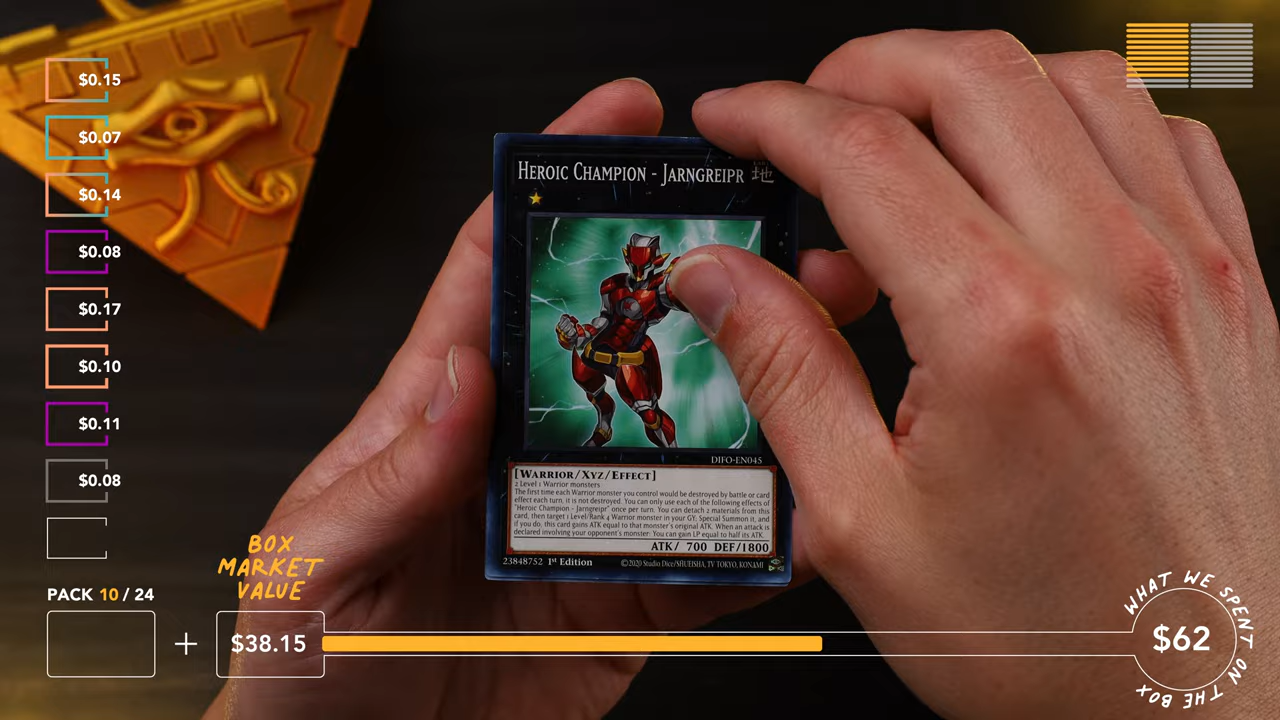 $0.15
$0.07
$0.14
$0.08
$0.17
$0.10
$0.11
$0.08
PACK 10 / 24
BOX
MARKET
VALUE
+
$38.15
HEROIC CHAMPION - JARNGREIPR 地
DIFO-EN045
[WARRIOR/XYZ/EFFECT]
2 Level 1 Warrior monsters
The first time each Warrior monster you control would be destroyed by battle or card
effect each turn, it is not destroyed. You can only use each of the following effects of
"Heroic Champion - Jarngreipr" once per turn. You can detach 2 materials from this
card, then target 1 Level/Rank 4 Warrior monster in your GY; Special Summon it, and
if you do, this card gains ATK equal to that monster's original ATK. When an attack is
declared involving your opponent's monster: You can gain LP equal to half its ATK.
ATK/ 700 DEF/1800
23848752 1st Edition ©2020 Studio Dice/SHUEISHA, TV TOKYO, KONAMI
WHAT WE SPENT ON THE BOX
$62